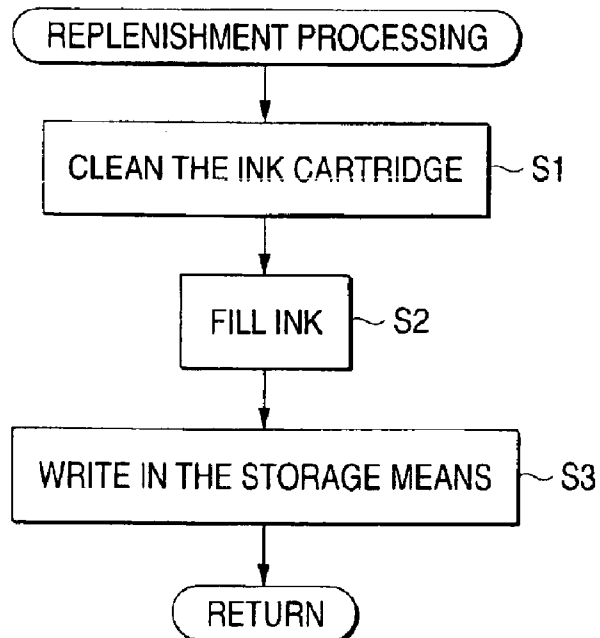 REPLENISHMENT PROCESSING
CLEAN THE INK CARTRIDGE
S1
FILL INK
S2
WRITE IN THE STORAGE MEANS
S3
RETURN